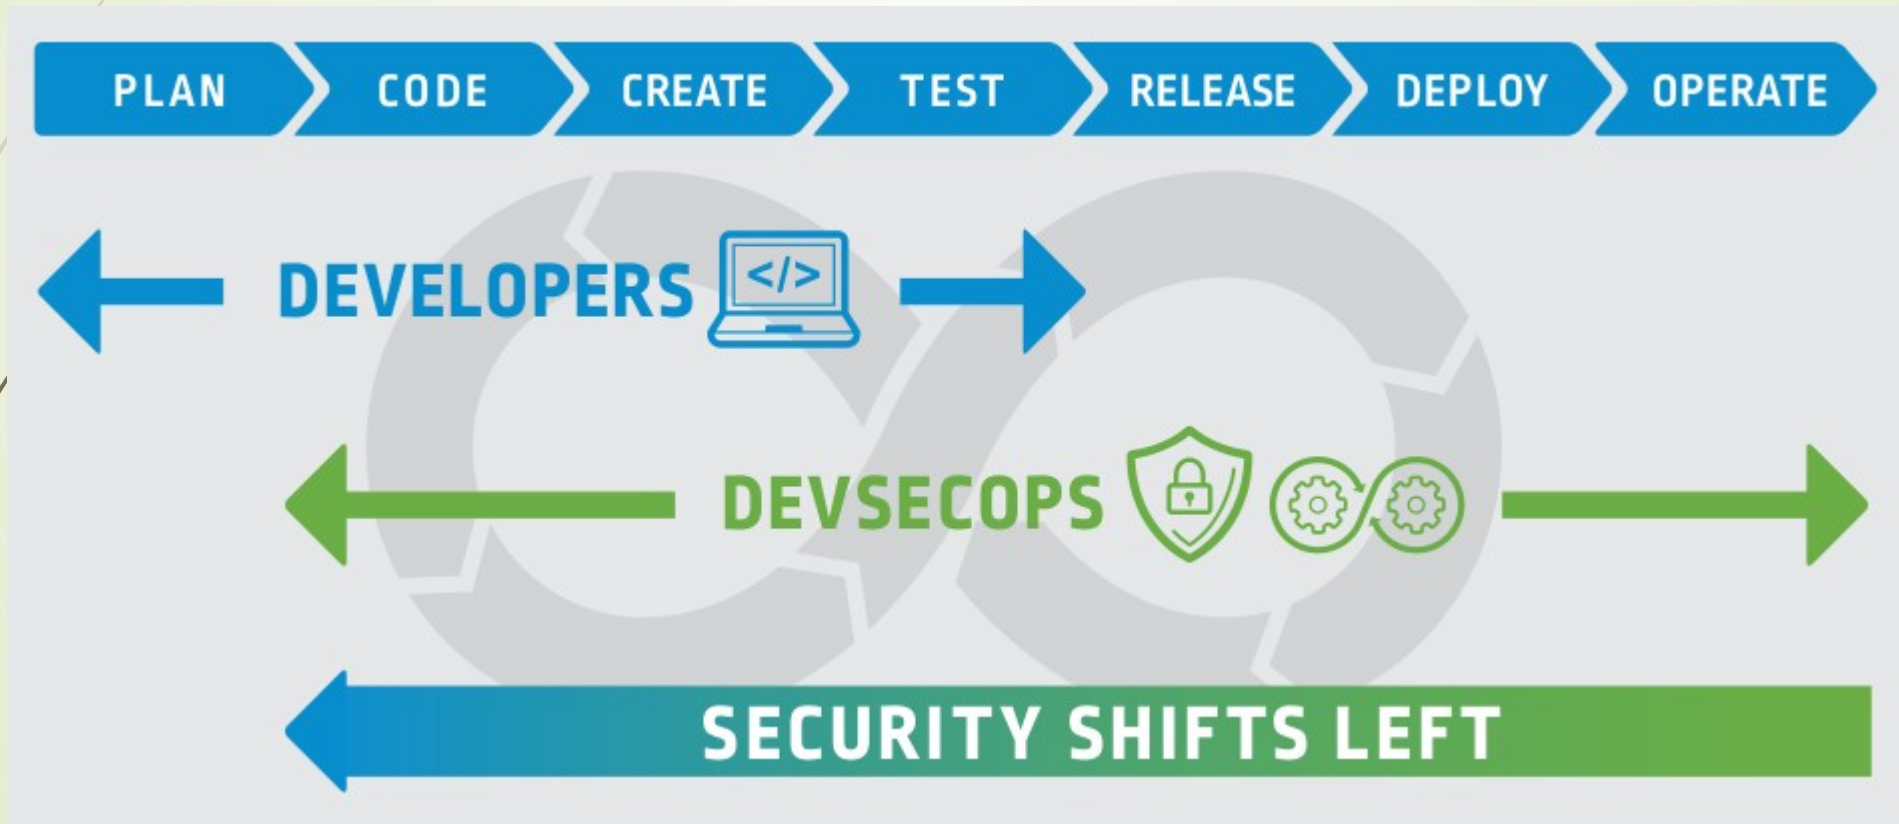 PLAN CODE CREATE TEST RELEASE DEPLOY OPERATE
DEVELOPERS </>
DEVSECOPS
SECURITY SHIFTS LEFT